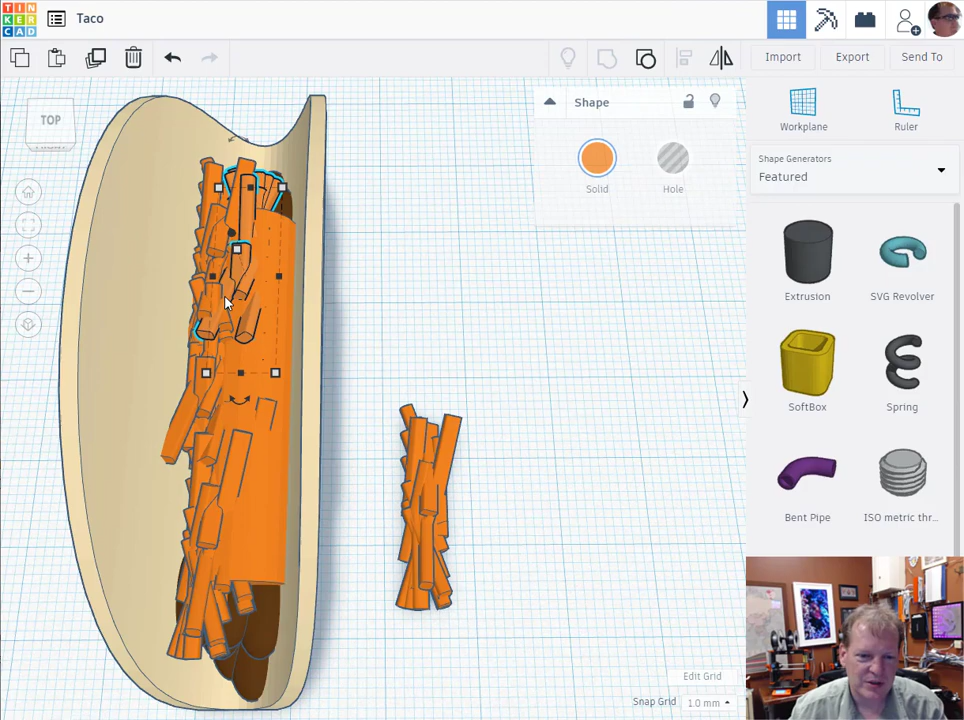 TIN
KER
CAD
Taco
Import
Export
Send To
TOP
Shape
Solid
Hole
Workplane
Ruler
Shape Generators
Featured
Extrusion
SVG Revolver
SoftBox
Spring
Bent Pipe
ISO metric thr...
Edit Grid
Snap Grid
1.0 mm